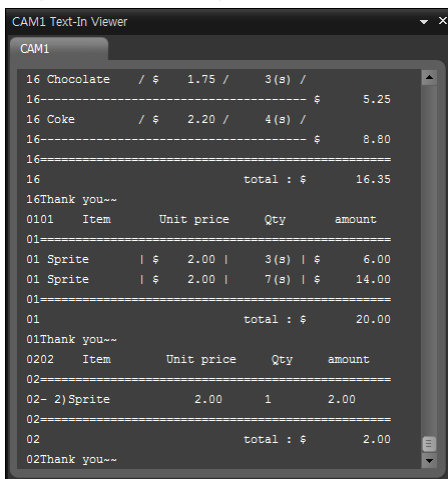 CAM1 Text-In Viewer
CAM1
16 Chocolate / $ 1.75 / 3(s) /
16---------------------------------------- $ 5.25
16 Coke / $ 2.20 / 4(s) /
16---------------------------------------- $ 8.80
16=====================================================
16 total : $ 16.35
16Thank you~~
0101 Item Unit price Qty amount
01=====================================================
01 Sprite | $ 2.00 | 3(s) | $ 6.00
01 Sprite | $ 2.00 | 7(s) | $ 14.00
01=====================================================
01 total : $ 20.00
01Thank you~~
0202 Item Unit price Qty amount
02=====================================================
02- 2)Sprite 2.00 1 2.00
02=====================================================
02 total : $ 2.00
02Thank you~~